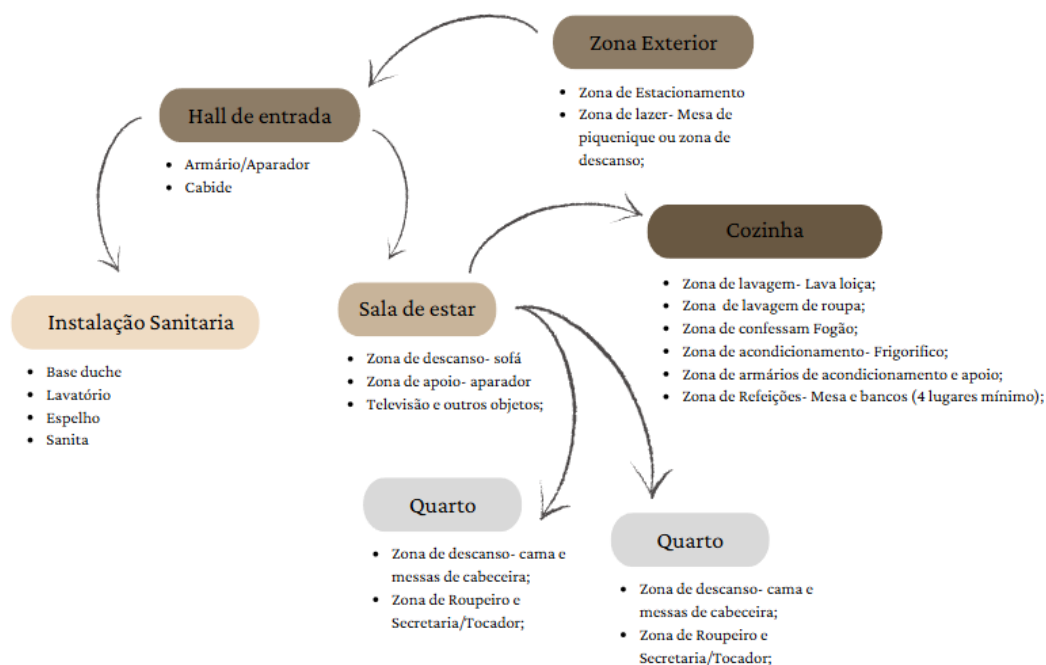 Zona Exterior
• Zona de Estacionamento
• Zona de lazer- Mesa de
piquenique ou zona de
descanso;
Hall de entrada
• Armário/Aparador
• Cabide
Cozinha
• Zona de lavagem- Lava loiça;
• Zona de lavagem de roupa;
• Zona de confessam Fogão;
• Zona de acondicionamento- Frigorifico;
• Zona de armários de acondicionamento e apoio;
• Zona de Refeições- Mesa e bancos (4 lugares mínimo);
Instalação Sanitaria
• Base duche
• Lavatório
• Espelho
• Sanita
Sala de estar
• Zona de descanso- sofá
• Zona de apoio- aparador
• Televisão e outros objetos;
Quarto
• Zona de descanso- cama e
messas de cabeceira;
• Zona de Roupeiro e
Secretaria/Tocador;
Quarto
• Zona de descanso- cama e
messas de cabeceira;
• Zona de Roupeiro e
Secretaria/Tocador;